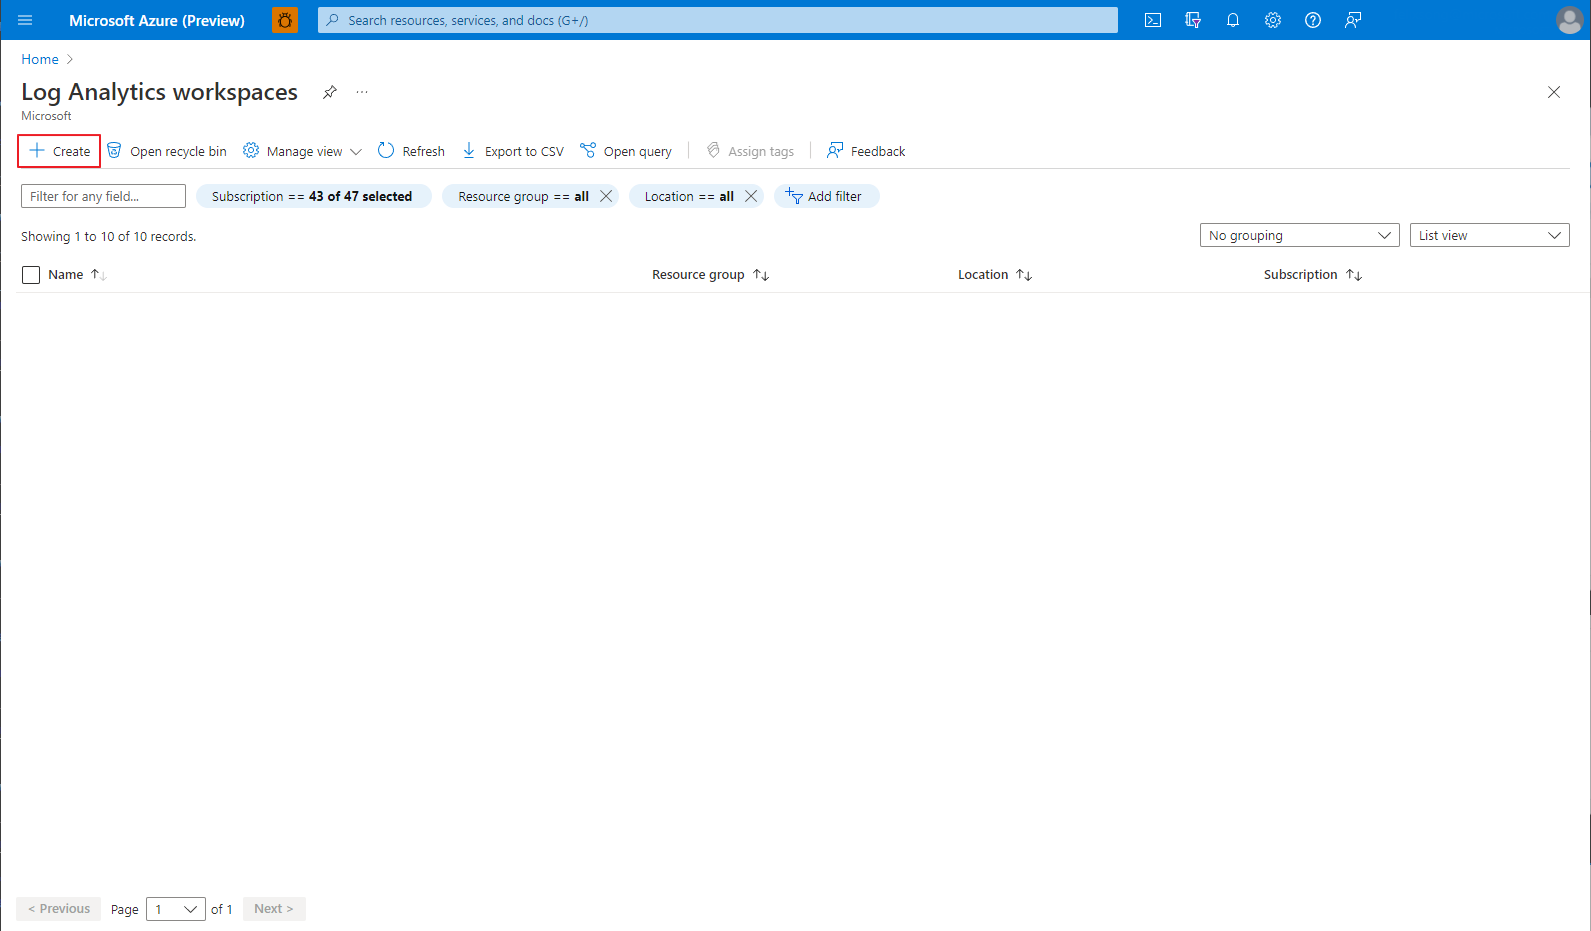 Microsoft Azure (Preview) Search resources, services, and docs (G+/)
Home
Log Analytics workspaces ...
Microsoft
Create Open recycle bin Manage view Refresh Export to CSV Open query Assign tags Feedback
Filter for any field... Subscription == 43 of 47 selected Resource group == all Location == all Add filter
Showing 1 to 10 of 10 records. No grouping List view
Name Resource group Location Subscription
< Previous Page 1 of 1 Next >